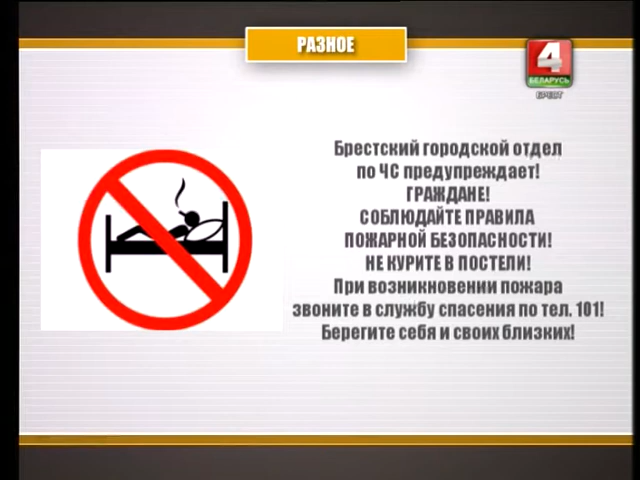 РАЗНОЕ
4
БЕЛАРУСЬ
БРЕСТ
Брестский городской отдел
по ЧС предупреждает!
ГРАЖДАНЕ!
СОБЛЮДАЙТЕ ПРАВИЛА
ПОЖАРНОЙ БЕЗОПАСНОСТИ!
НЕ КУРИТЕ В ПОСТЕЛИ!
При возникновении пожара
звоните в службу спасения по тел. 101!
Берегите себя и своих близких!